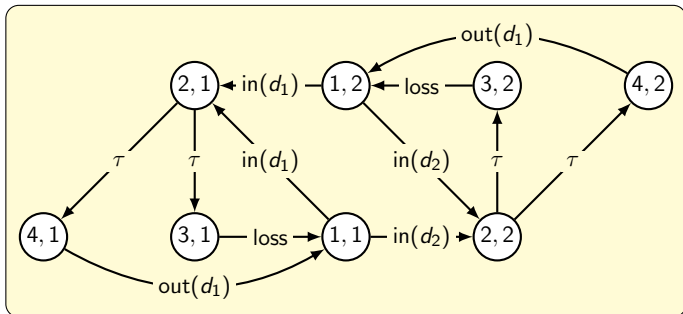 out(d₁)
2, 1 in(d₁) 1, 2 loss 3, 2 4, 2
τ τ in(d₁) in(d₂) τ τ
4, 1 3, 1 loss 1, 1 in(d₂) 2, 2
out(d₁)